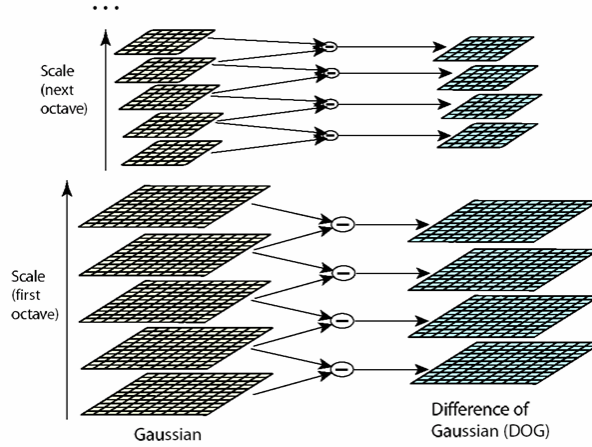 ...
Scale
(next
octave)
Scale
(first
octave)
Gaussian
Difference of
Gaussian (DOG)